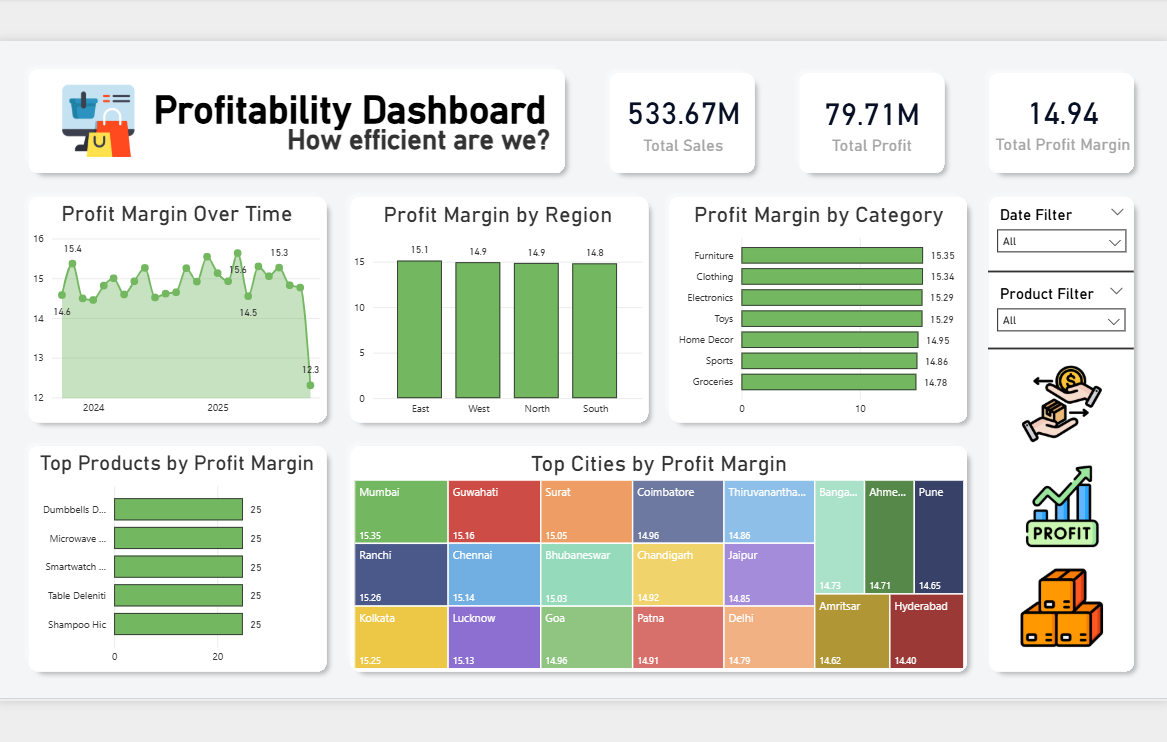 Profitability Dashboard
How efficient are we?
533.67M
Total Sales
79.71M
Total Profit
14.94
Total Profit Margin
Profit Margin Over Time
16
15
14
13
12
15.4
14.6
15.6
14.5
15.3
12.3
2024
2025
Profit Margin by Region
15
10
5
0
15.1
14.9
14.9
14.8
East
West
North
South
Profit Margin by Category
Furniture 15.35
Clothing 15.34
Electronics 15.29
Toys 15.29
Home Decor 14.95
Sports 14.86
Groceries 14.78
0
10
Date Filter
All
Product Filter
All
PROFIT
Top Products by Profit Margin
Dumbbells D... 25
Microwave ... 25
Smartwatch ... 25
Table Deleniti 25
Shampoo Hic 25
0
20
Top Cities by Profit Margin
Mumbai
15.35
Guwahati
15.16
Surat
15.05
Coimbatore
14.96
Thiruvanantha...
14.86
Banga...
14.73
Ahme...
14.71
Pune
14.65
Ranchi
15.26
Chennai
15.14
Bhubaneswar
15.03
Chandigarh
14.92
Jaipur
14.85
Kolkata
15.25
Lucknow
15.13
Goa
14.96
Patna
14.91
Delhi
14.79
Amritsar
14.62
Hyderabad
14.40